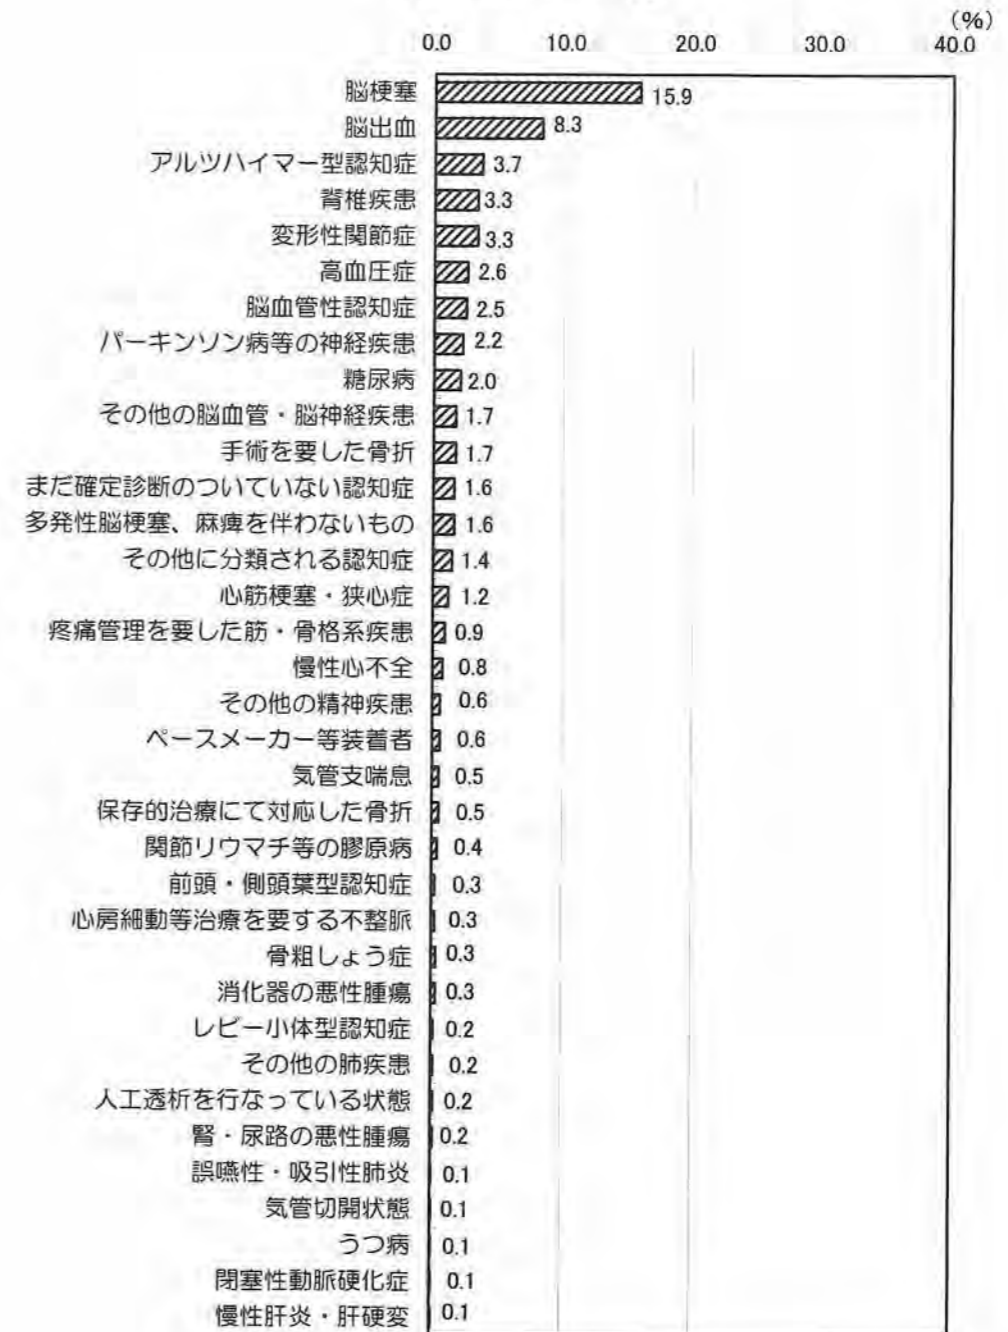 (%)
0.0 10.0 20.0 30.0 40.0
脳梗塞 15.9
脳出血 8.3
アルツハイマー型認知症 3.7
脊椎疾患 3.3
変形性関節症 3.3
高血圧症 2.6
脳血管性認知症 2.5
パーキンソン病等の神経疾患 2.2
糖尿病 2.0
その他の脳血管・脳神経疾患 1.7
手術を要した骨折 1.7
まだ確定診断のついていない認知症 1.6
多発性脳梗塞、麻痺を伴わないもの 1.6
その他に分類される認知症 1.4
心筋梗塞・狭心症 1.2
疼痛管理を要した筋・骨格系疾患 0.9
慢性心不全 0.8
その他の精神疾患 0.6
ペースメーカー等装着者 0.6
気管支喘息 0.5
保存的治療にて対応した骨折 0.5
関節リウマチ等の膠原病 0.4
前頭・側頭葉型認知症 0.3
心房細動等治療を要する不整脈 0.3
骨粗しょう症 0.3
消化器の悪性腫瘍 0.3
レビー小体型認知症 0.2
その他の肺疾患 0.2
人工透析を行なっている状態 0.2
腎・尿路の悪性腫瘍 0.2
誤嚥性・吸引性肺炎 0.1
気管切開状態 0.1
うつ病 0.1
閉塞性動脈硬化症 0.1
慢性肝炎・肝硬変 0.1